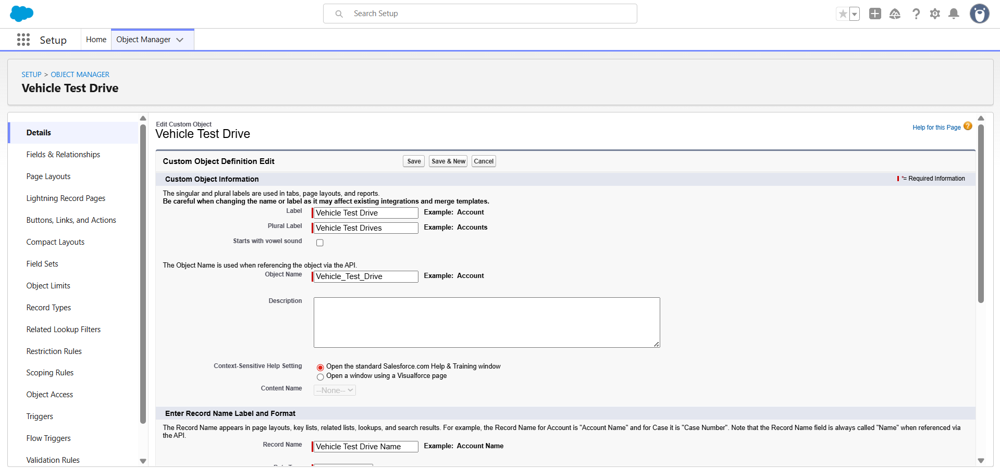 Search Setup
Setup
Home
Object Manager
SETUP > OBJECT MANAGER
Vehicle Test Drive
Details
Fields & Relationships
Page Layouts
Lightning Record Pages
Buttons, Links, and Actions
Compact Layouts
Field Sets
Object Limits
Record Types
Related Lookup Filters
Restriction Rules
Scoping Rules
Object Access
Triggers
Flow Triggers
Validation Rules
Edit Custom Object
Vehicle Test Drive
Help for this Page ?
Custom Object Definition Edit
Save
Save & New
Cancel
Custom Object Information
*= Required Information
The singular and plural labels are used in tabs, page layouts, and reports.
Be careful when changing the name or label as it may affect existing integrations and merge templates.
Label Vehicle Test Drive Example: Account
Plural Label Vehicle Test Drives Example: Accounts
Starts with vowel sound
The Object Name is used when referencing the object via the API.
Object Name Vehicle_Test_Drive Example: Account
Description
Context-Sensitive Help Setting Open the standard Salesforce.com Help & Training window
Open a window using a Visualforce page
Content Name --None--
Enter Record Name Label and Format
The Record Name appears in page layouts, key lists, related lists, lookups, and search results. For example, the Record Name for Account is "Account Name" and for Case it is "Case Number". Note that the Record Name field is always called "Name" when referenced via
the API.
Record Name Vehicle Test Drive Name Example: Account Name